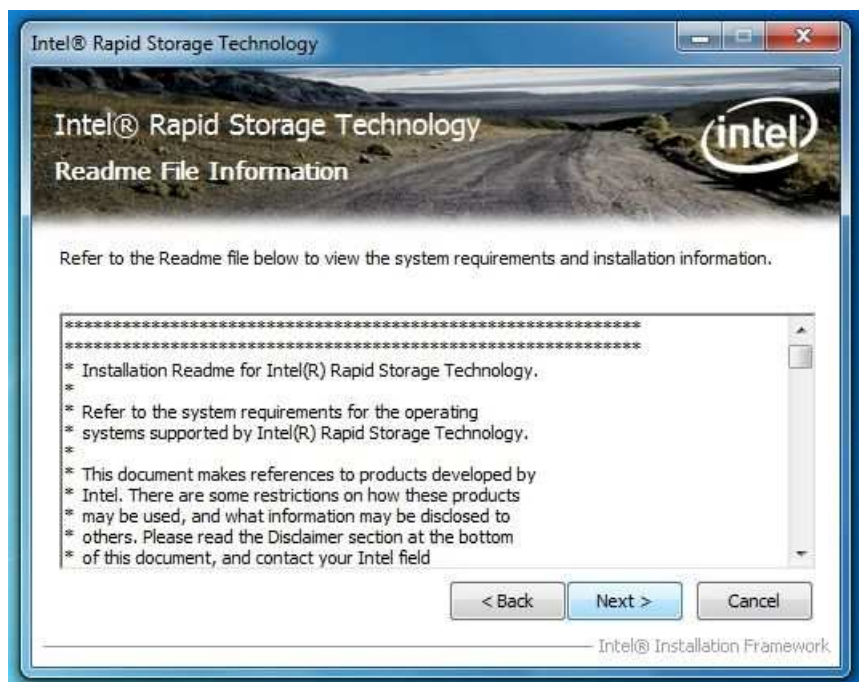 Intel® Rapid Storage Technology
Intel® Rapid Storage Technology
intel
Readme File Information
Refer to the Readme file below to view the system requirements and installation information.
************************************************************
************************************************************
* Installation Readme for Intel(R) Rapid Storage Technology.
*
* Refer to the system requirements for the operating
* systems supported by Intel(R) Rapid Storage Technology.
*
* This document makes references to products developed by
* Intel. There are some restrictions on how these products
* may be used, and what information may be disclosed to
* others. Please read the Disclaimer section at the bottom
* of this document, and contact your Intel field
< Back Next > Cancel
Intel® Installation Framework